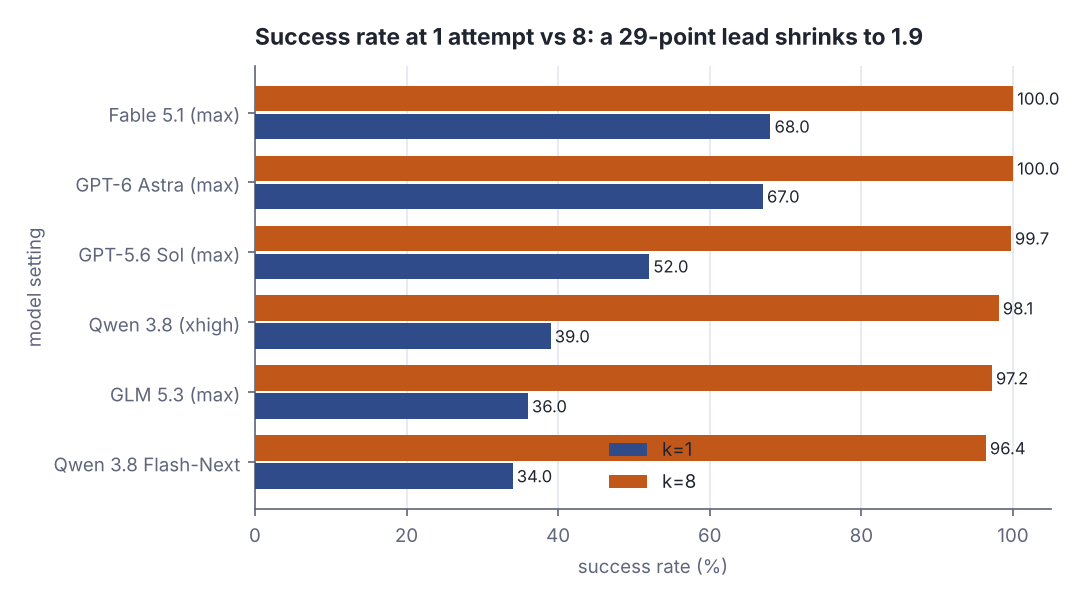 Success rate at 1 attempt vs 8: a 29-point lead shrinks to 1.9
model setting
Fable 5.1 (max)
100.0
68.0
GPT-6 Astra (max)
100.0
67.0
GPT-5.6 Sol (max)
99.7
52.0
Qwen 3.8 (xhigh)
98.1
39.0
GLM 5.3 (max)
97.2
36.0
Qwen 3.8 Flash-Next
96.4
34.0
k=1
k=8
0 20 40 60 80 100
success rate (%)